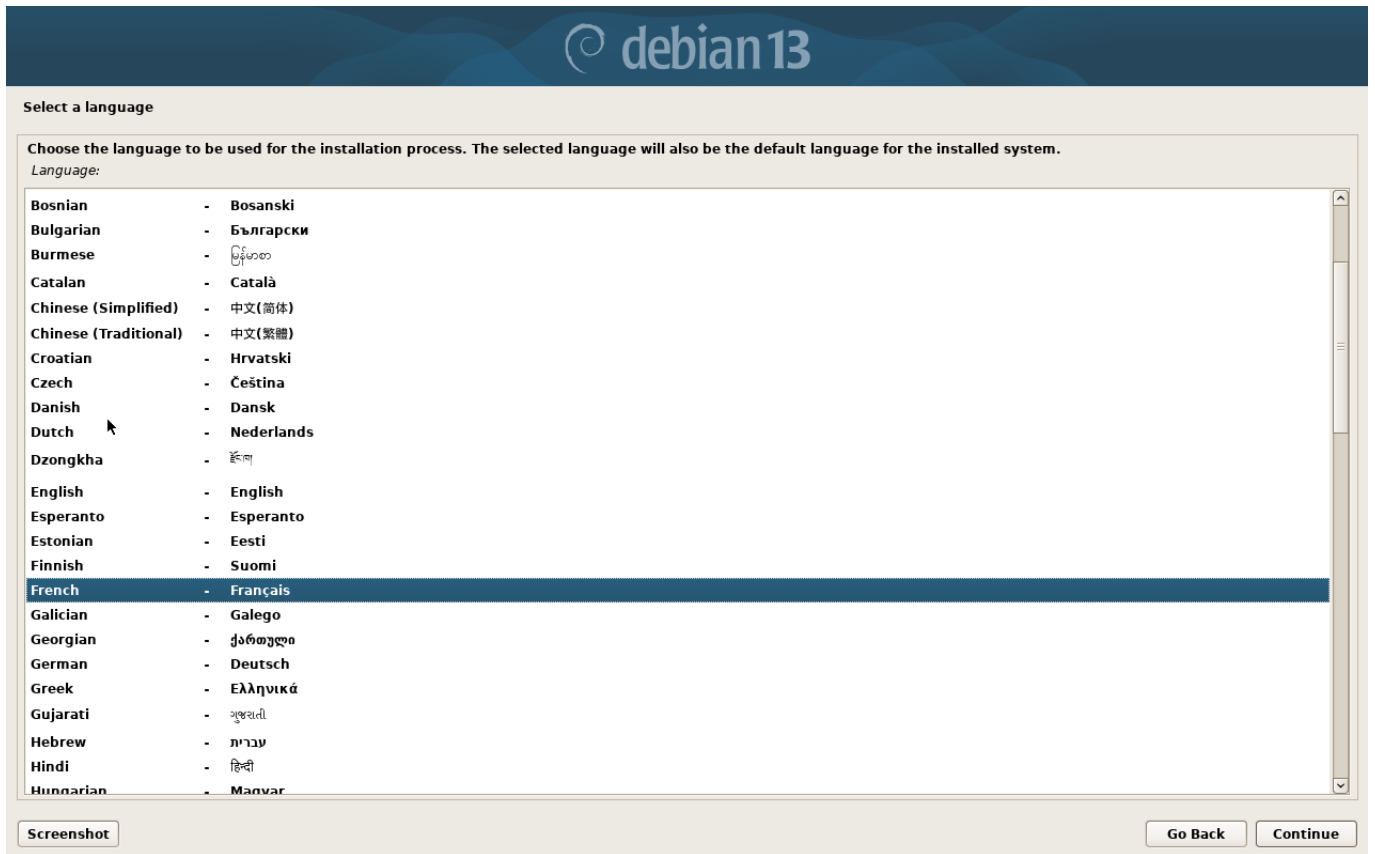 debian 13
Select a language
Choose the language to be used for the installation process. The selected language will also be the default language for the installed system.
Language:
Bosnian - Bosanski
Bulgarian - Български
Burmese - မြန်မာစာ
Catalan - Català
Chinese (Simplified) - 中文(简体)
Chinese (Traditional) - 中文(繁體)
Croatian - Hrvatski
Czech - Čeština
Danish - Dansk
Dutch - Nederlands
Dzongkha - རྫོང་ཁ།
English - English
Esperanto - Esperanto
Estonian - Eesti
Finnish - Suomi
French - Français
Galician - Galego
Georgian - ქართული
German - Deutsch
Greek - Ελληνικά
Gujarati - ગુજરાતી
Hebrew - עברית
Hindi - हिन्दी
Hungarian - Magyar
Screenshot Go Back Continue